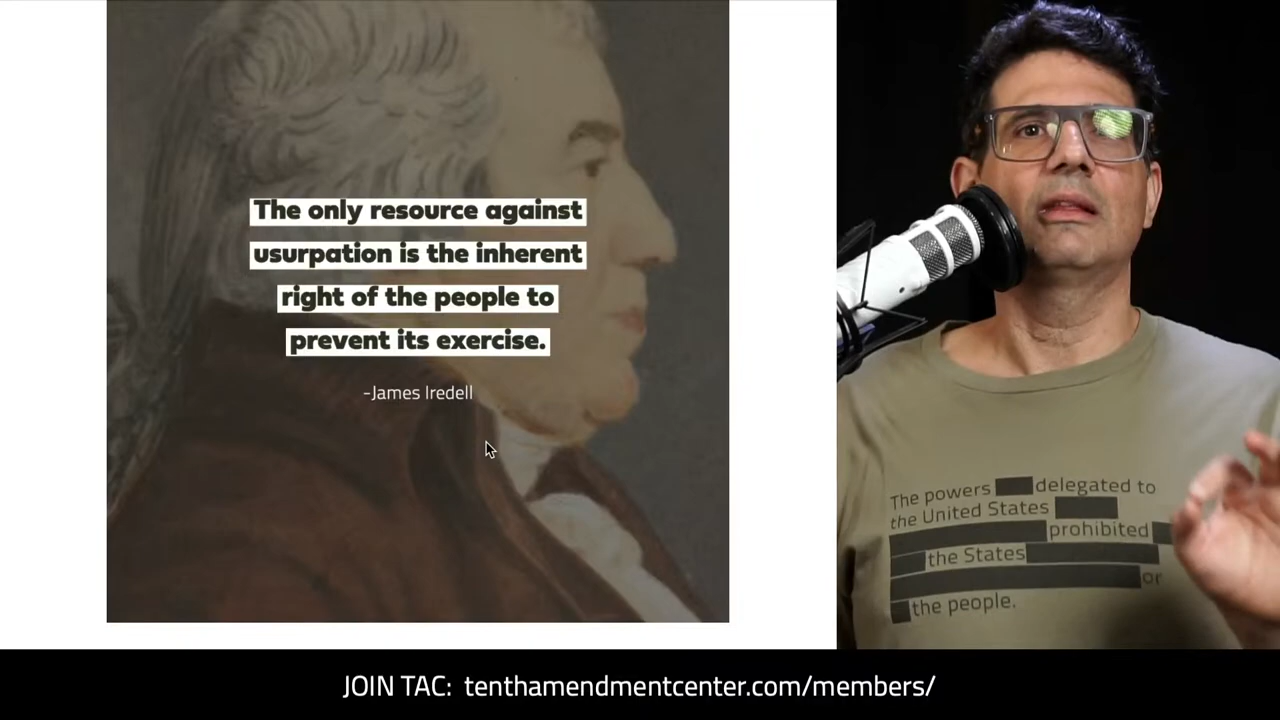 The only resource against
usurpation is the inherent
right of the people to
prevent its exercise.
-James Iredell
The powers delegated to
the United States
prohibited
the States
or
the people.
JOIN TAC: tenthamendmentcenter.com/members/